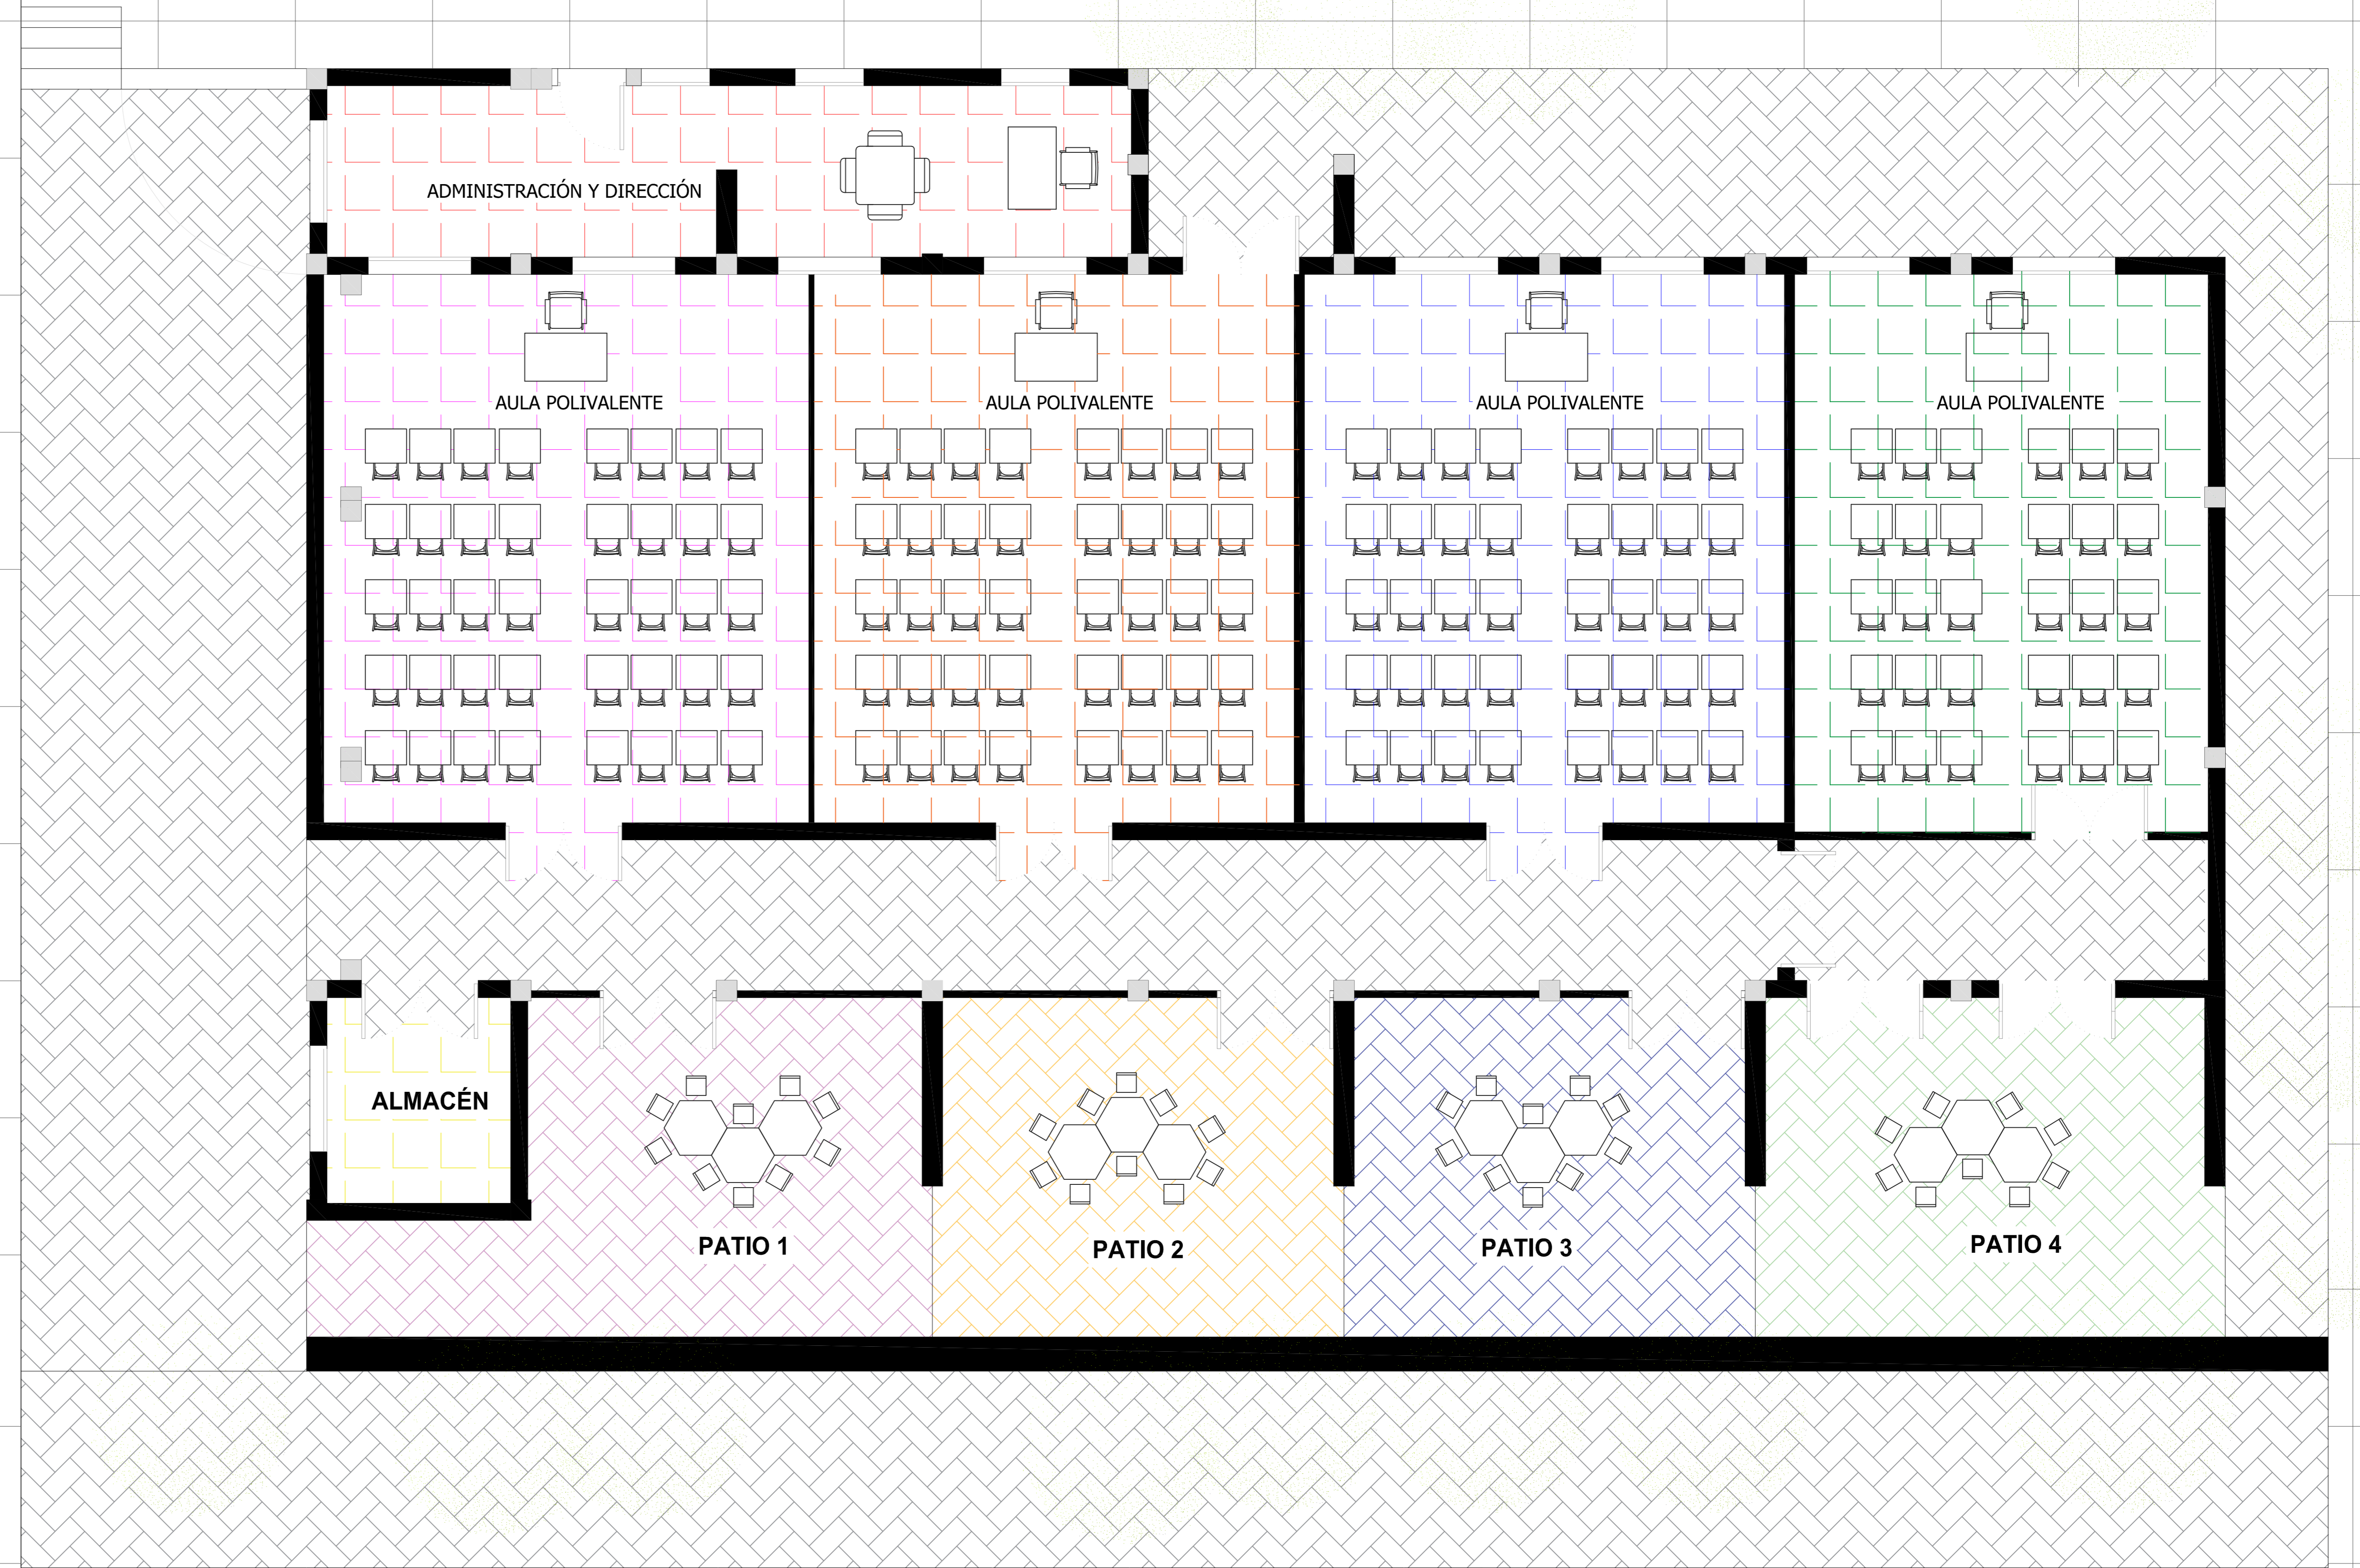 ADMINISTRACIÓN Y DIRECCIÓN
AULA POLIVALENTE
AULA POLIVALENTE
AULA POLIVALENTE
AULA POLIVALENTE
ALMACÉN
PATIO 1
PATIO 2
PATIO 3
PATIO 4